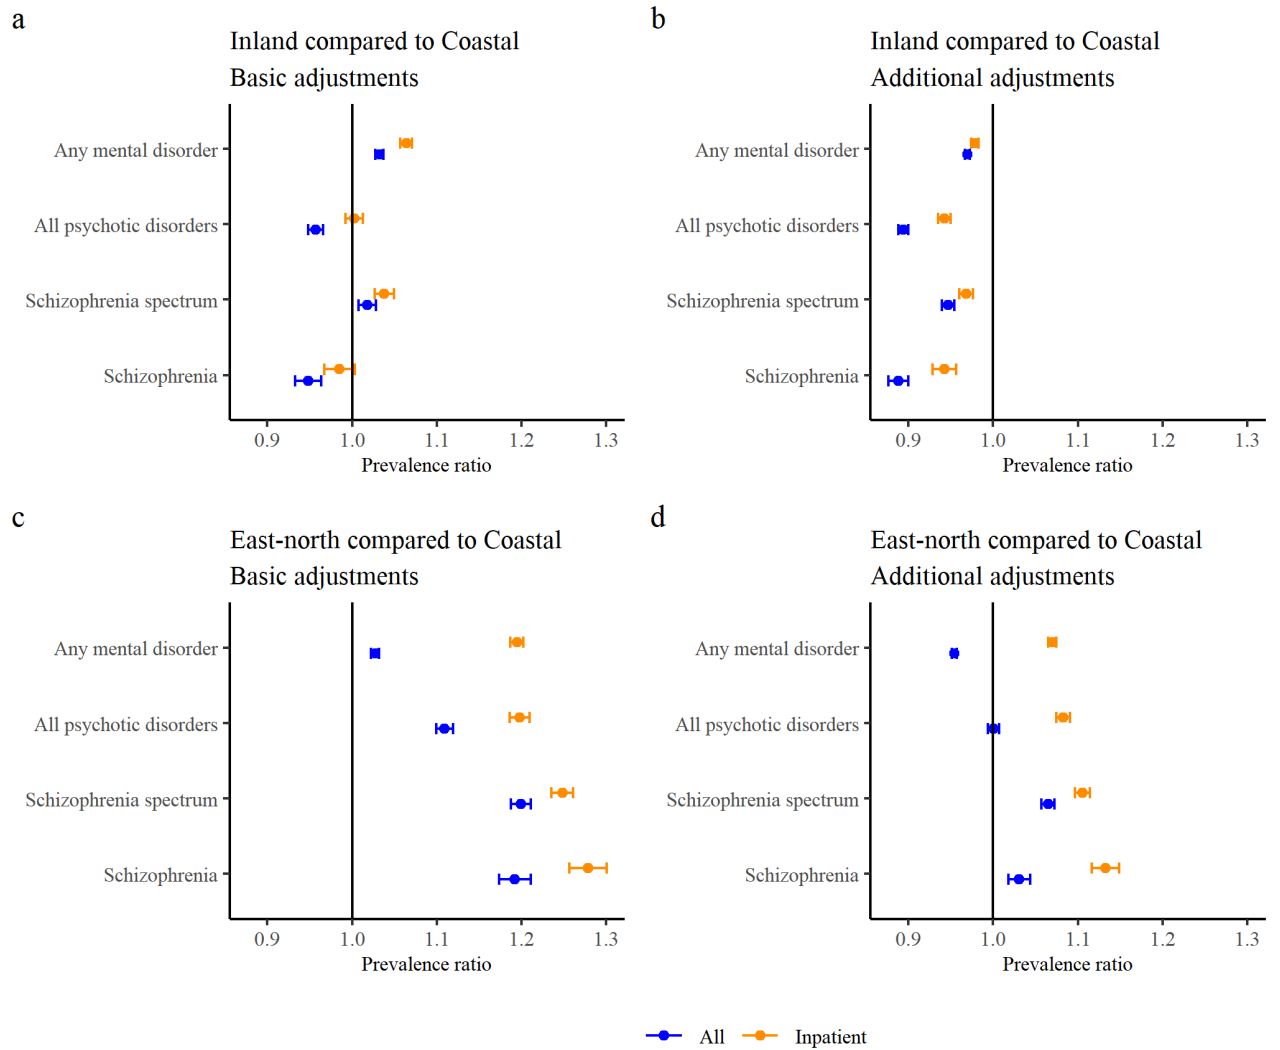 a
Inland compared to Coastal
Basic adjustments
Any mental disorder
All psychotic disorders
Schizophrenia spectrum
Schizophrenia
0.9 1.0 1.1 1.2 1.3
Prevalence ratio
b
Inland compared to Coastal
Additional adjustments
Any mental disorder
All psychotic disorders
Schizophrenia spectrum
Schizophrenia
0.9 1.0 1.1 1.2 1.3
Prevalence ratio
c
East-north compared to Coastal
Basic adjustments
Any mental disorder
All psychotic disorders
Schizophrenia spectrum
Schizophrenia
0.9 1.0 1.1 1.2 1.3
Prevalence ratio
d
East-north compared to Coastal
Additional adjustments
Any mental disorder
All psychotic disorders
Schizophrenia spectrum
Schizophrenia
0.9 1.0 1.1 1.2 1.3
Prevalence ratio
All Inpatient